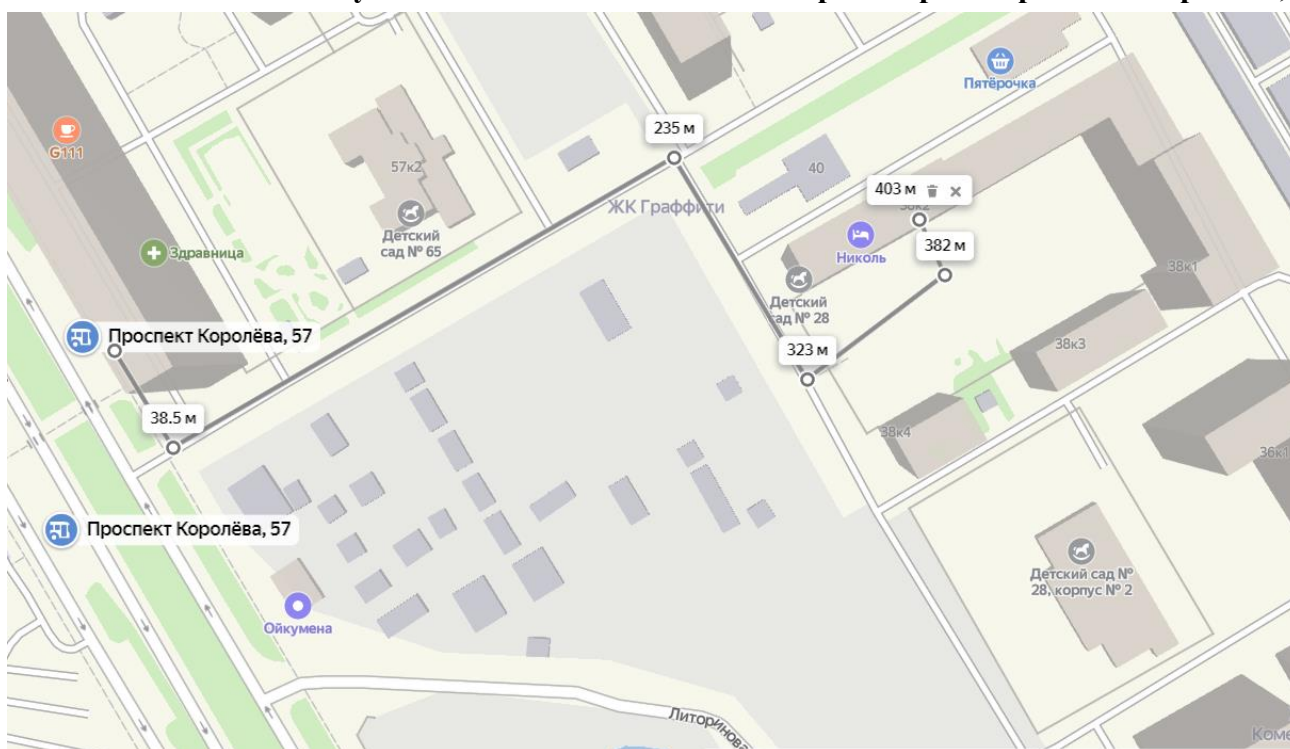 Пятёрочка
G111
235 м
57к2
40
ЖК Граффити
403 м
Детский
сад № 65
Здравница
Николь
382 м
38к1
Детский
сад № 28
Проспект Королёва, 57
323 м
38к3
38.5 м
38к4
36к1
Проспект Королёва, 57
Детский сад №
28, корпус № 2
Ойкумена
Литоринова